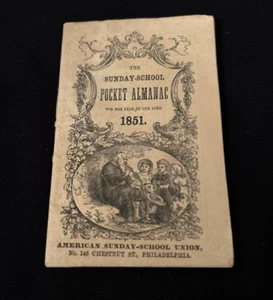 THE
SUNDAY-SCHOOL
POCKET ALMANAC
FOR THE YEAR OF OUR LORD
1851.
AMERICAN SUNDAY-SCHOOL UNION,
No. 146 CHESTNUT ST., PHILADELPHIA.